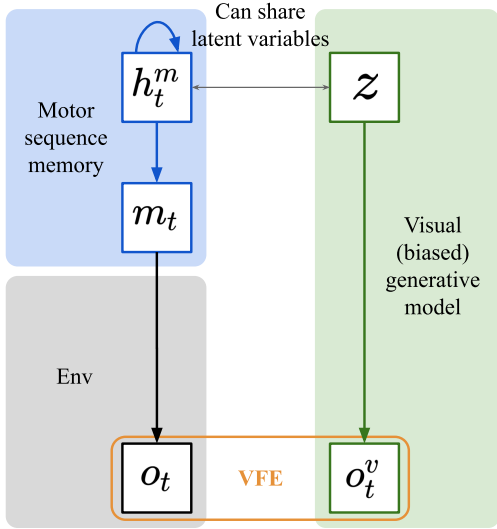 Can share
latent variables
h_t^m
z
Motor
sequence
memory
m_t
Visual
(biased)
generative
model
Env
o_t
VFE
o_t^v